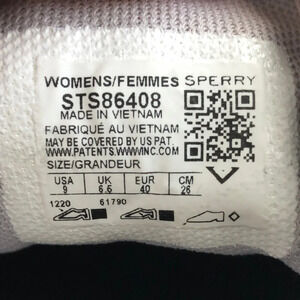 WOMENS/FEMMES SPERRY
STS86408
MADE IN VIETNAM
FABRIQUÉ AU VIETNAM
MAY BE COVERED BY US PAT.
WWW.PATENTS.WWWINC.COM
SIZE/GRANDEUR
USA UK EUR CM
9 6.5 40 26
1220 61790